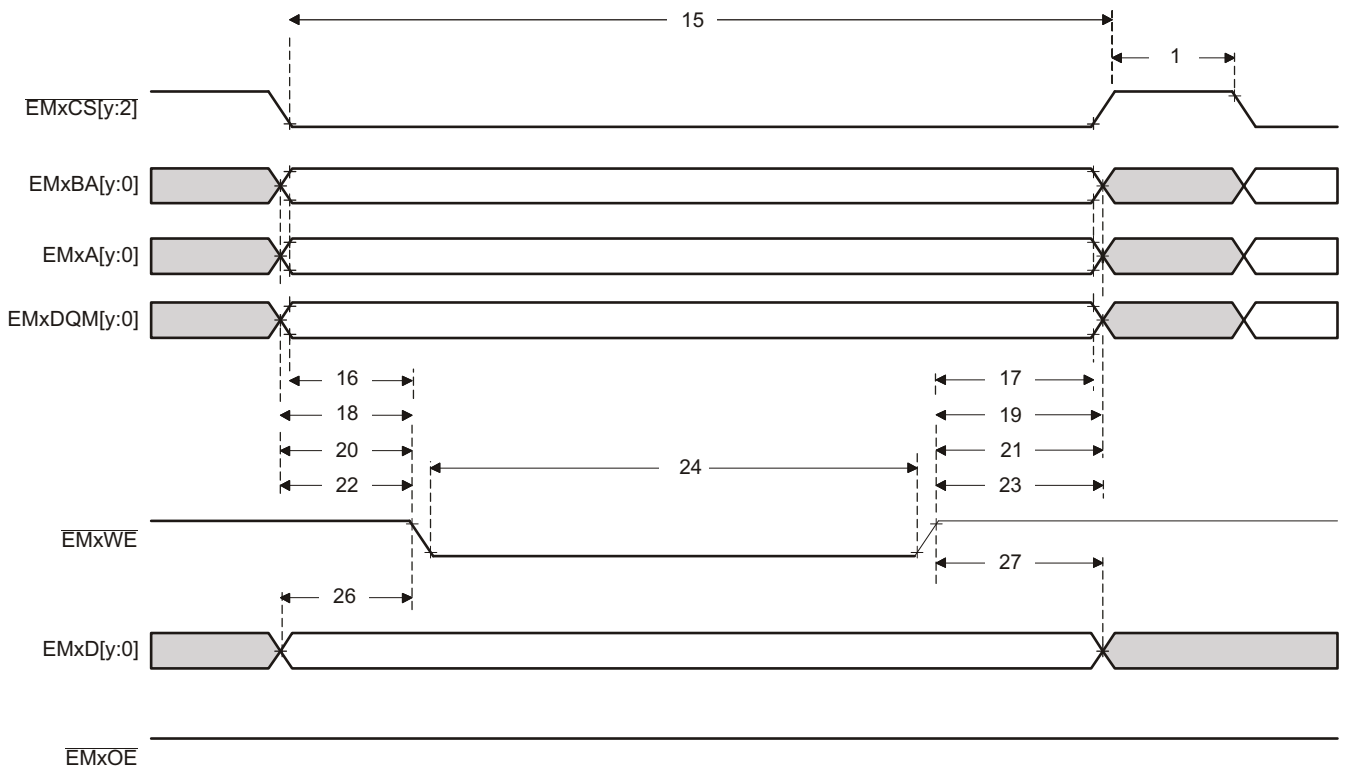 15
1
EMxCS[y:2]
EMxBA[y:0]
EMxA[y:0]
EMxDQM[y:0]
16 17
18 19
20 21
24
22 23
EMxWE
27
26
EMxD[y:0]
EMxOE